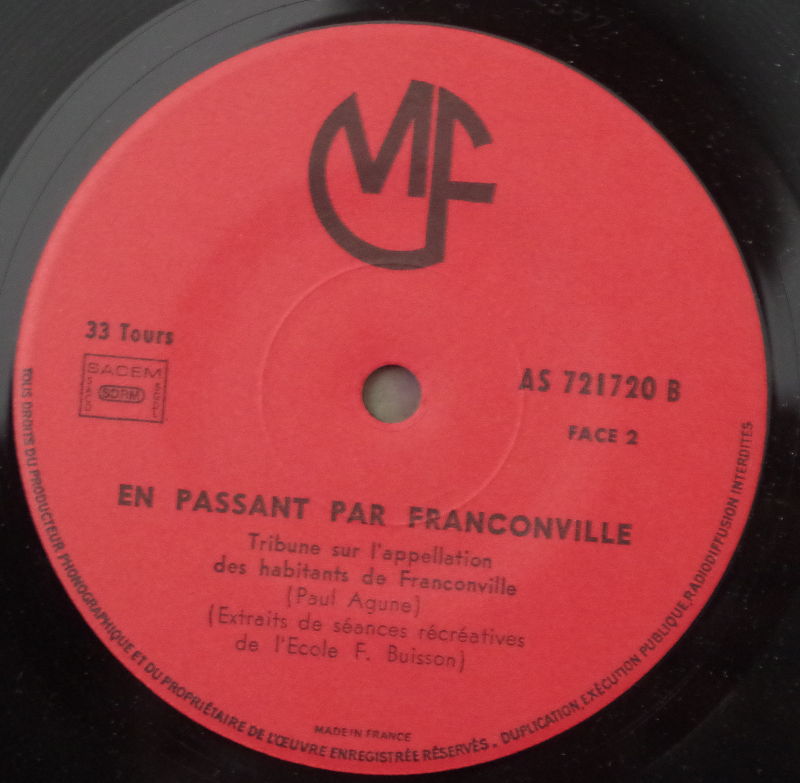 MF
33 Tours
SACEM
SACD SDRM SGDL
AS 721720 B
FACE 2
EN PASSANT PAR FRANCONVILLE
Tribune sur l'appellation
des habitants de Franconville
(Paul Agune)
(Extraits de séances récréatives
de l'Ecole F. Buisson)
MADE IN FRANCE
TOUS DROITS DU PRODUCTEUR PHONOGRAPHIQUE ET DU PROPRIÉTAIRE DE L'ŒUVRE ENREGISTRÉE RÉSERVÉS. DUPLICATION, EXÉCUTION PUBLIQUE, RADIODIFFUSION INTERDITES